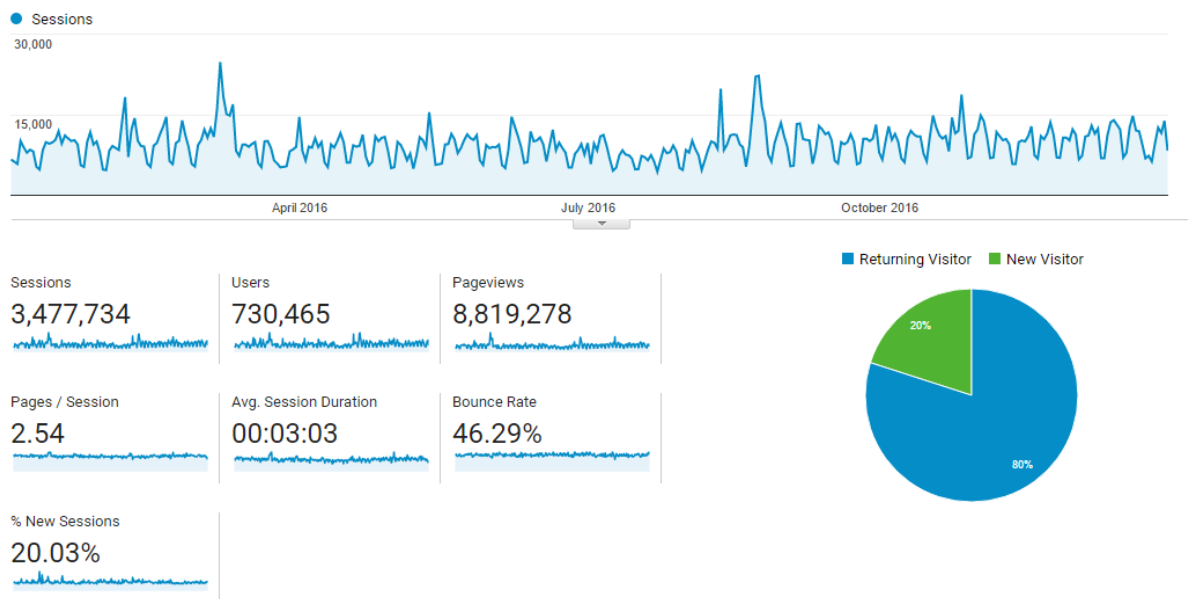 Sessions
30,000
15,000
April 2016 July 2016 October 2016
Returning Visitor New Visitor
Sessions Users Pageviews
3,477,734 730,465 8,819,278
20%
Pages / Session Avg. Session Duration Bounce Rate
2.54 00:03:03 46.29%
80%
% New Sessions
20.03%